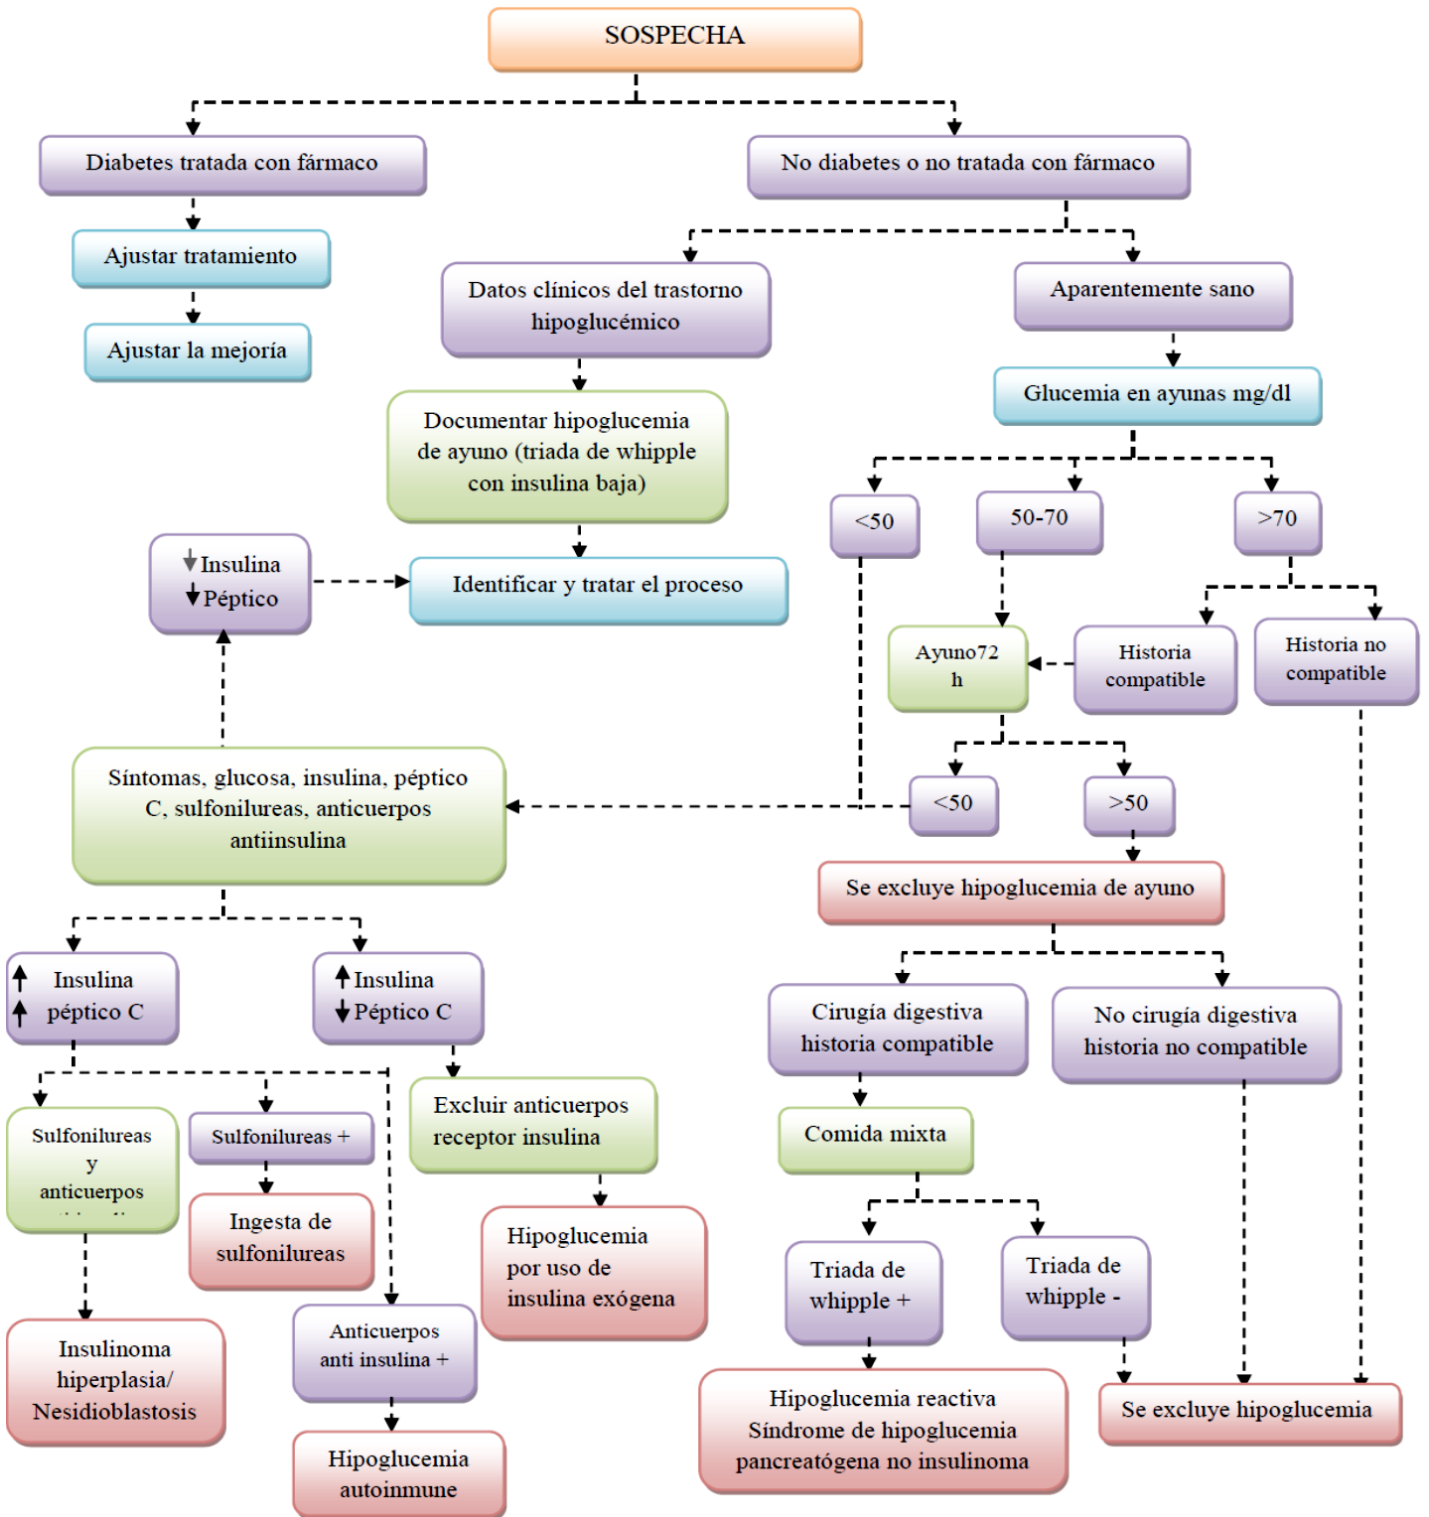 SOSPECHA
Diabetes tratada con fármaco
No diabetes o no tratada con fármaco
Ajustar tratamiento
Ajustar la mejoría
Datos clínicos del trastorno
hipoglucémico
Aparentemente sano
Glucemia en ayunas mg/dl
Documentar hipoglucemia
de ayuno (triada de whipple
con insulina baja)
<50
50-70
>70
Insulina
Péptico
Identificar y tratar el proceso
Ayuno72
h
Historia
compatible
Historia no
compatible
Síntomas, glucosa, insulina, péptico
C, sulfonilureas, anticuerpos
antiinsulina
<50
>50
Se excluye hipoglucemia de ayuno
Insulina
péptico C
Insulina
Péptico C
Cirugía digestiva
historia compatible
No cirugía digestiva
historia no compatible
Sulfonilureas
y
anticuerpos
Sulfonilureas +
Excluir anticuerpos
receptor insulina
Comida mixta
Ingesta de
sulfonilureas
Hipoglucemia
por uso de
insulina exógena
Triada de
whipple +
Triada de
whipple -
Insulinoma
hiperplasia/
Nesidioblastosis
Anticuerpos
anti insulina +
Hipoglucemia
autoinmune
Hipoglucemia reactiva
Síndrome de hipoglucemia
pancreatógena no insulinoma
Se excluye hipoglucemia